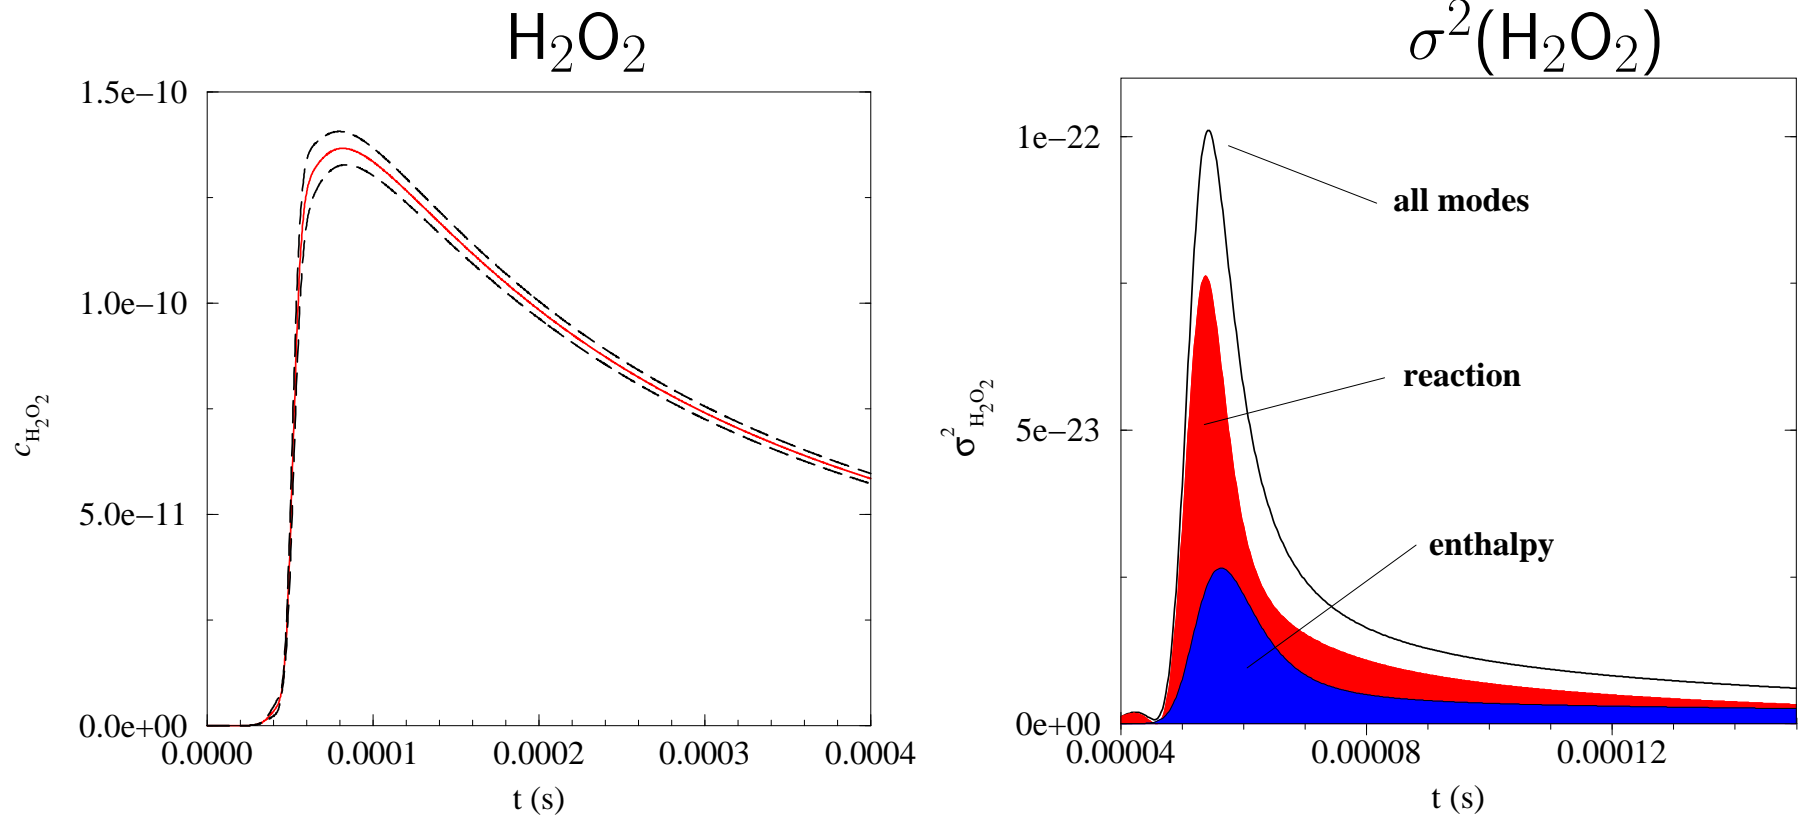 H₂O₂
1.5e−10
1.0e−10
5.0e−11
0.0e+00
c_H₂O₂
0.0000 0.0001 0.0002 0.0003 0.0004
t (s)
σ²(H₂O₂)
1e−22
5e−23
0e+00
σ²_H₂O₂
all modes
reaction
enthalpy
0.00004 0.00008 0.00012
t (s)